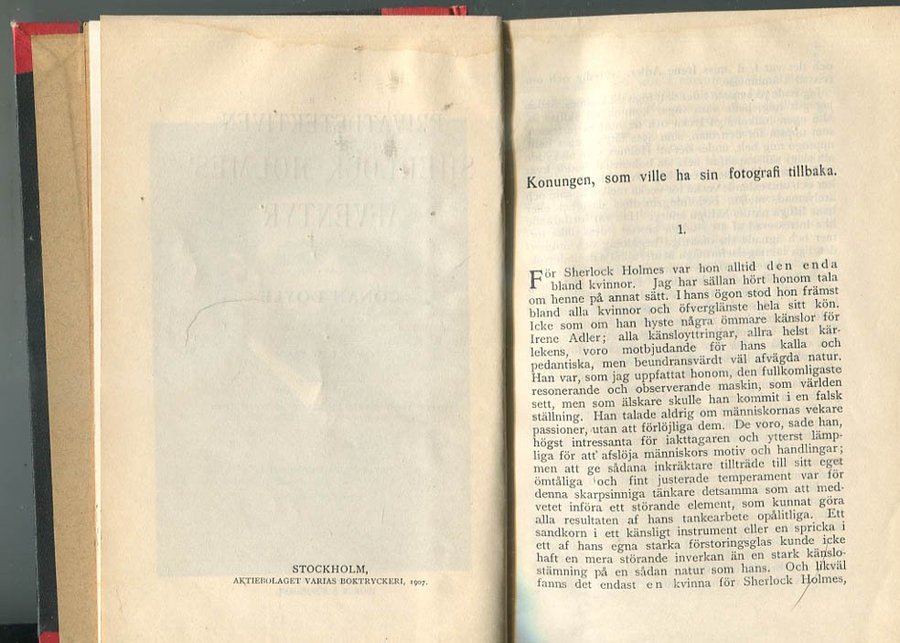 STOCKHOLM,
AKTIEBOLAGET VARIAS BOKTRYCKERI, 1907.
Konungen, som ville ha sin fotografi tillbaka.
1.
För Sherlock Holmes var hon alltid den enda
bland kvinnor. Jag har sällan hört honom tala
om henne på annat sätt. I hans ögon stod hon främst
bland alla kvinnor och öfverglänste hela sitt kön.
Icke som om han hyste några ömmare känslor för
Irene Adler; alla känsloyttringar, allra helst kär-
lekens, voro motbjudande för hans kalla och
pedantiska, men beundransvärdt väl afvägda natur.
Han var, som jag uppfattat honom, den fullkomligaste
resonerande och observerande maskin, som världen
sett, men som älskare skulle han kommit i en falsk
ställning. Han talade aldrig om människornas vekare
passioner, utan att förlöjliga dem. De voro, sade han,
högst intressanta för iakttagaren och ytterst lämp-
liga för att afslöja människors motiv och handlingar;
men att ge sådana inkräktare tillträde till sitt eget
ömtåliga och fint justerade temperament var för
denna skarpsinniga tänkare detsamma som att med-
vetet införa ett störande element, som kunnat göra
alla resultaten af hans tankearbete opålitliga. Ett
sandkorn i ett känsligt instrument eller en spricka i
ett af hans egna starka förstoringsglas kunde icke
haft en mera störande inverkan än en stark känslo-
stämning på en sådan natur som hans. Och likväl
fanns det endast en kvinna för Sherlock Holmes,